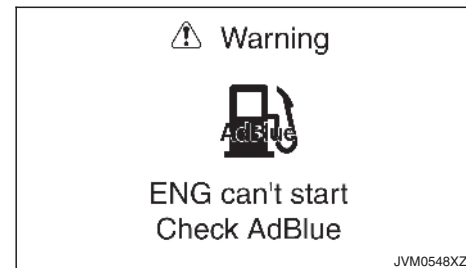 Warning
AdBlue
ENG can't start
Check AdBlue
JVM0548XZ